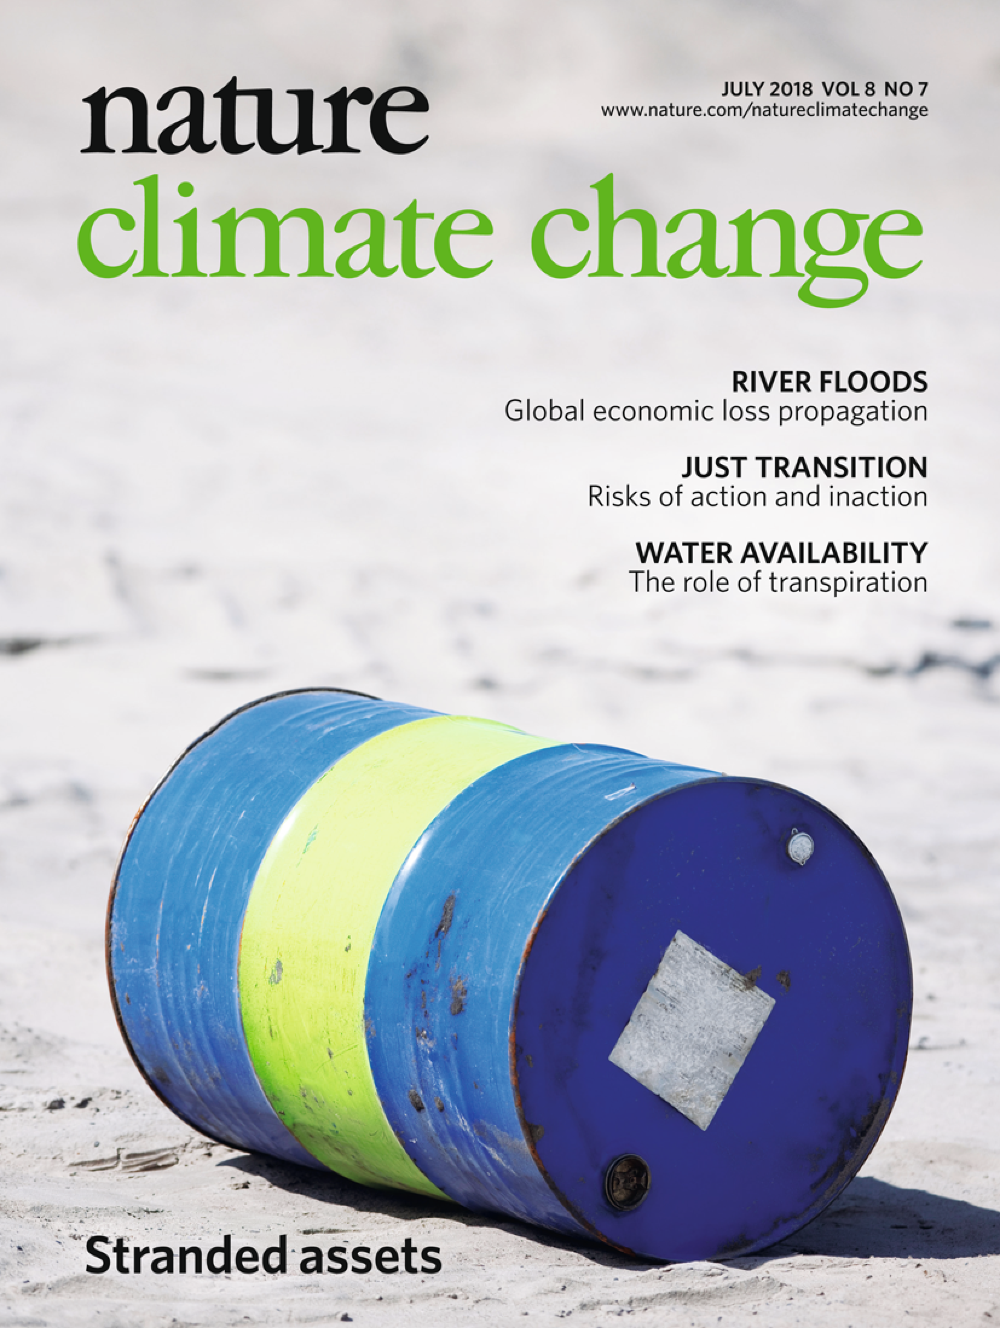 nature
climate change
JULY 2018 VOL 8 NO 7
www.nature.com/natureclimatechange
RIVER FLOODS
Global economic loss propagation
JUST TRANSITION
Risks of action and inaction
WATER AVAILABILITY
The role of transpiration
Stranded assets